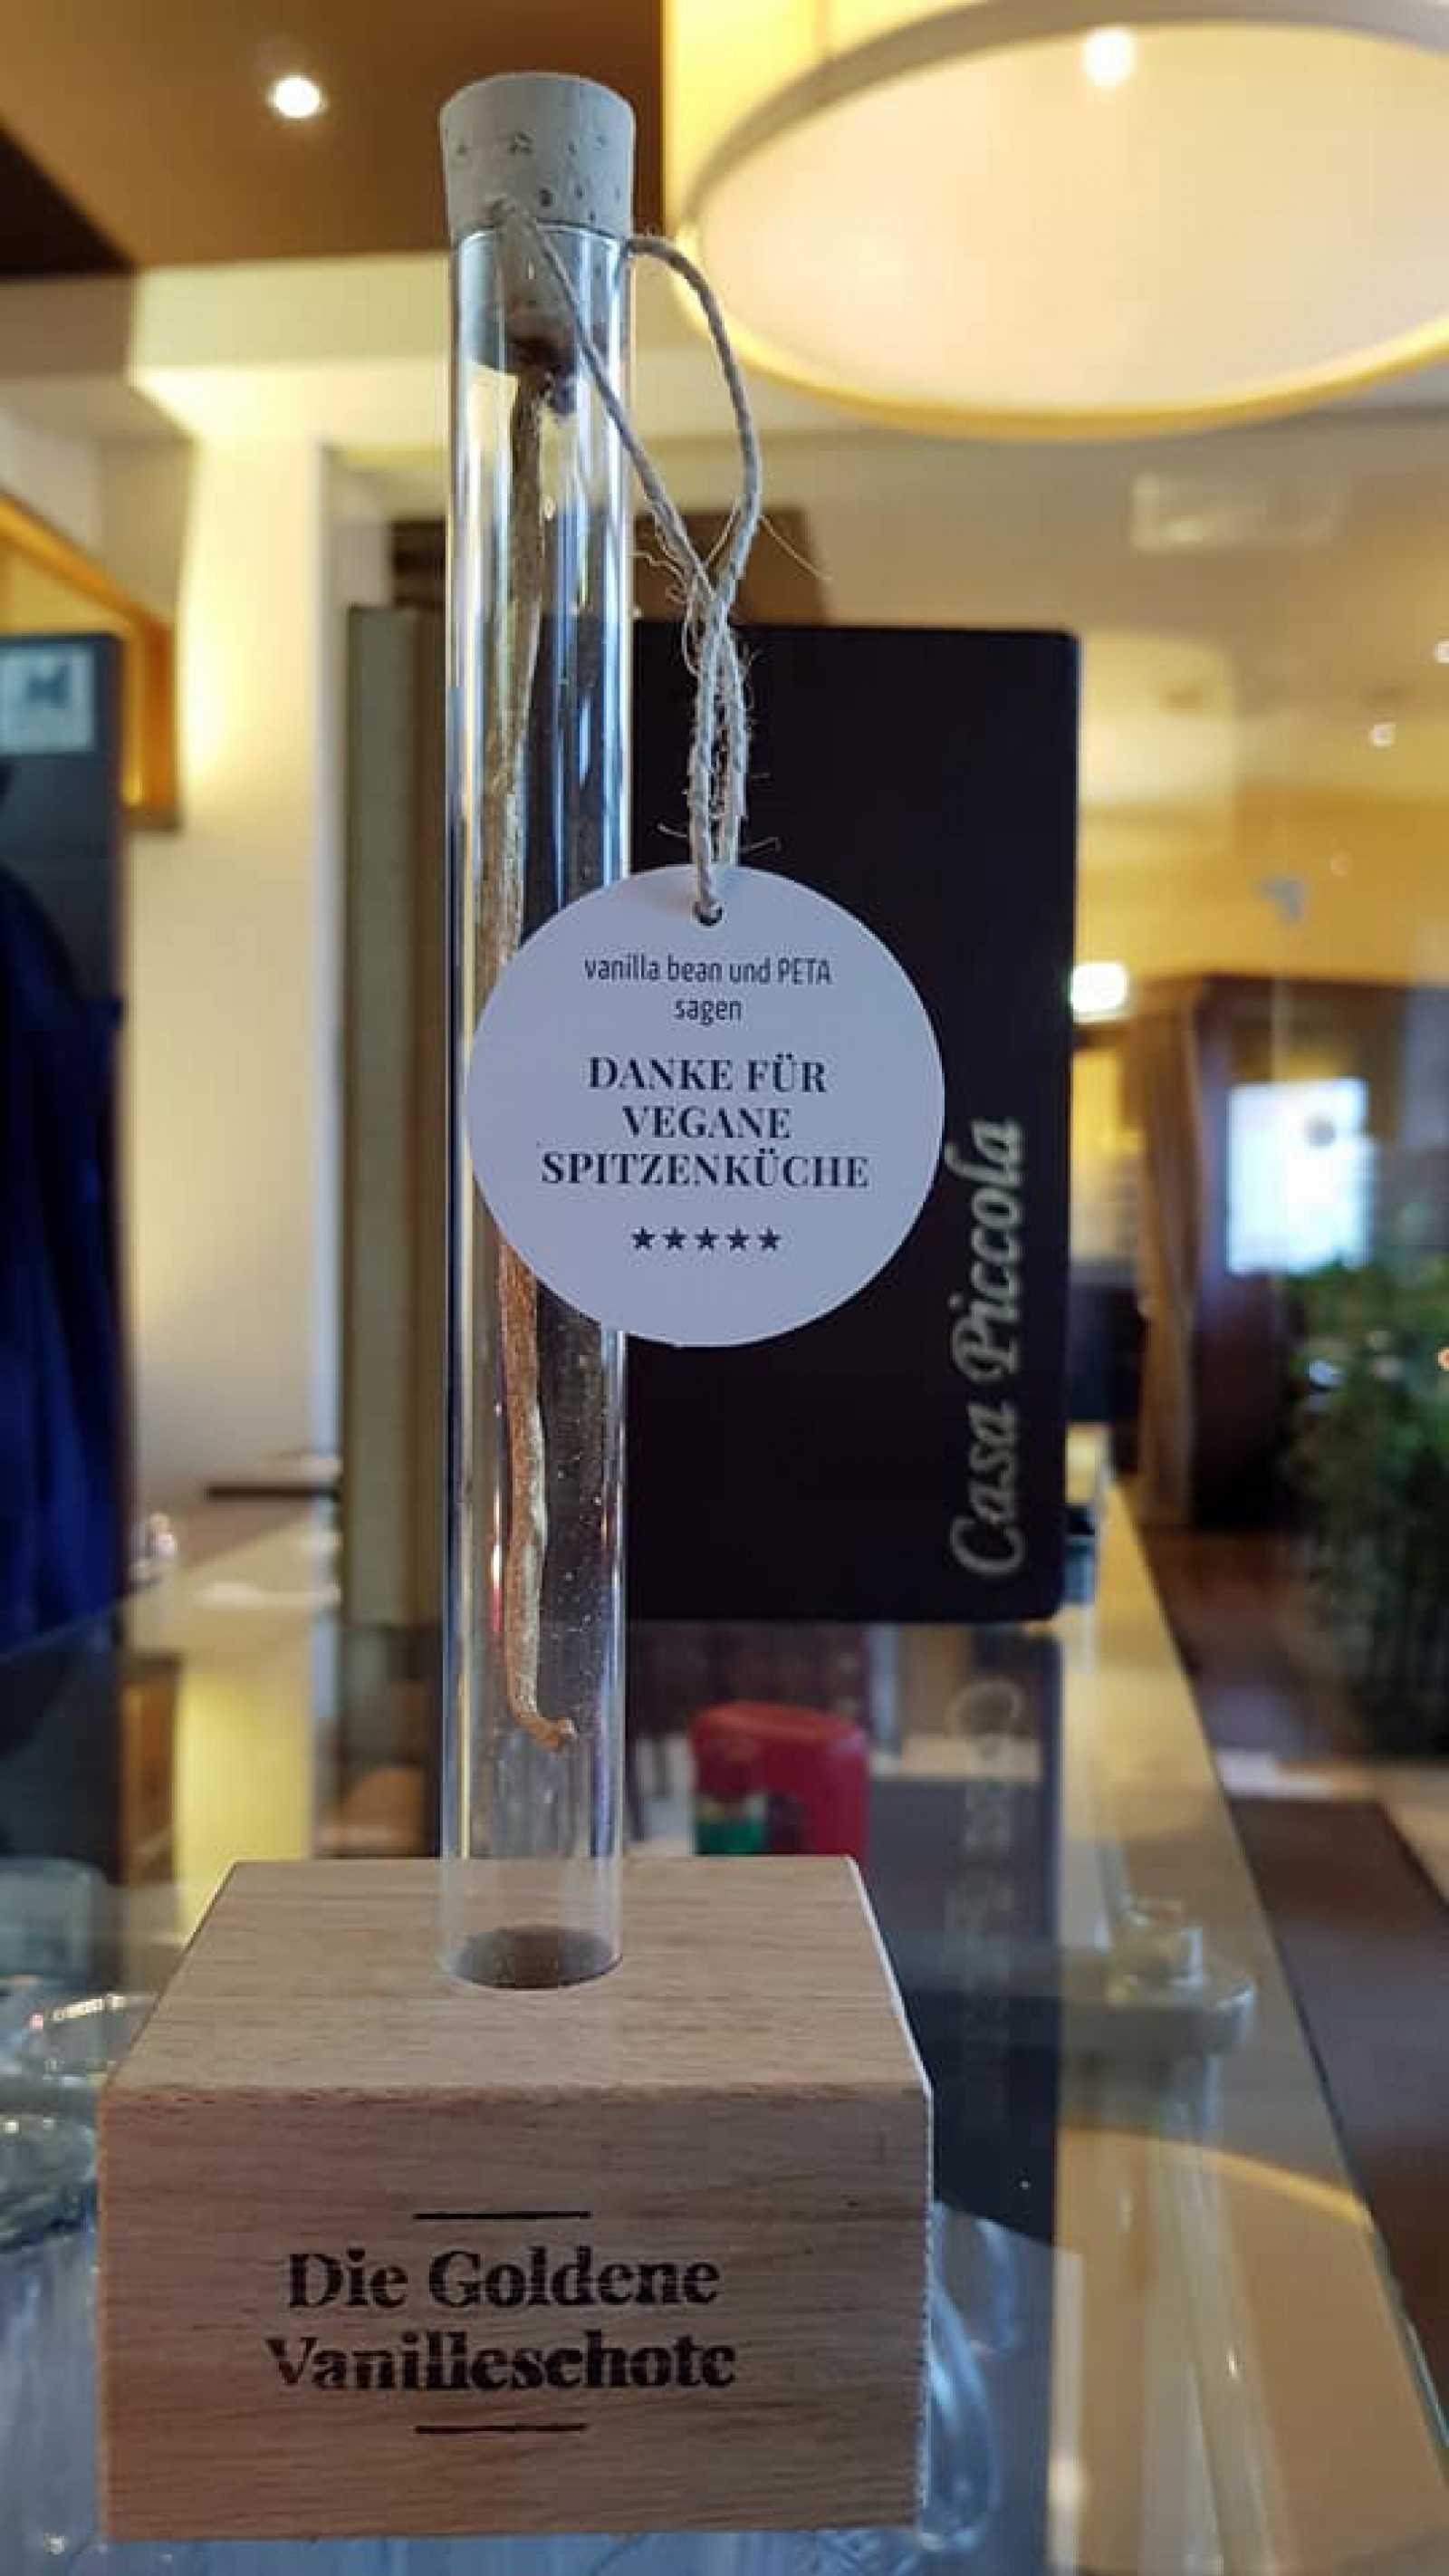 vanilla bean und PETA
sagen
DANKE FÜR
VEGANE
SPITZENKÜCHE
★★★★★
Casa Piccola
Die Goldene
Vanilleschote